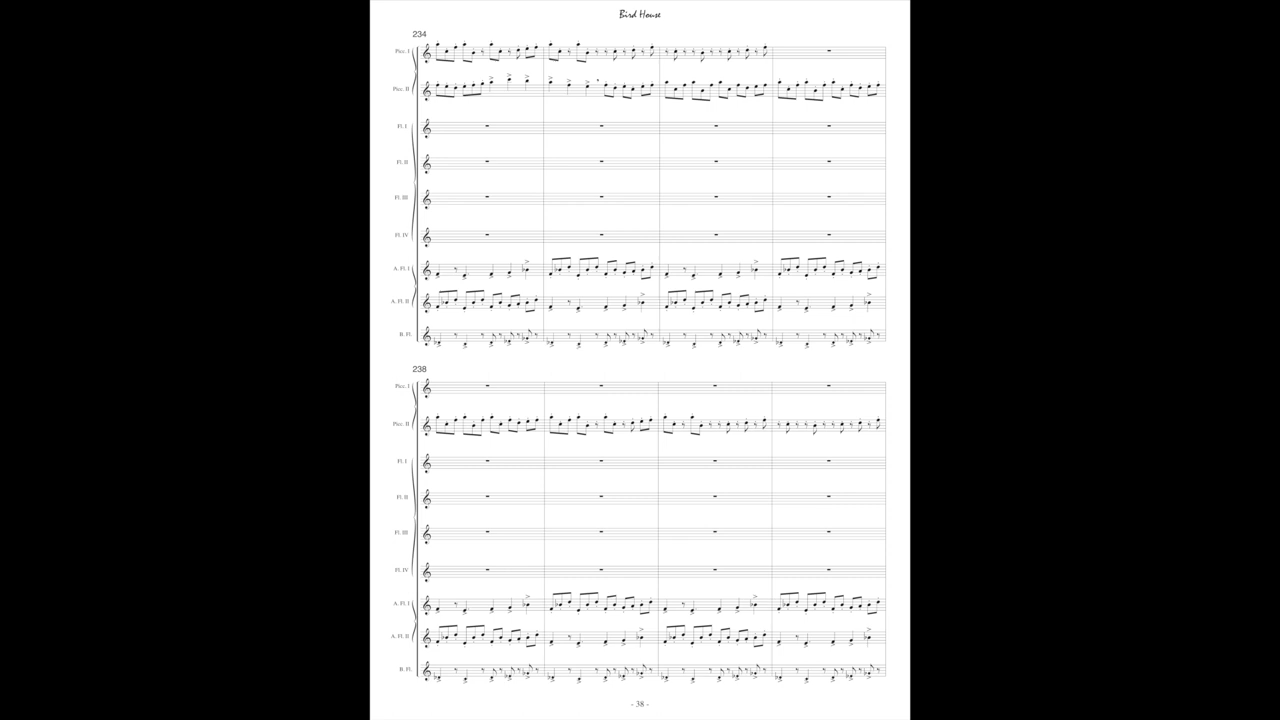 Bird House
234
Picc. I
Picc. II
Fl. I
Fl. II
Fl. III
Fl. IV
A. Fl. I
A. Fl. II
B. Fl.
238
Picc. I
Picc. II
Fl. I
Fl. II
Fl. III
Fl. IV
A. Fl. I
A. Fl. II
B. Fl.
- 38 -